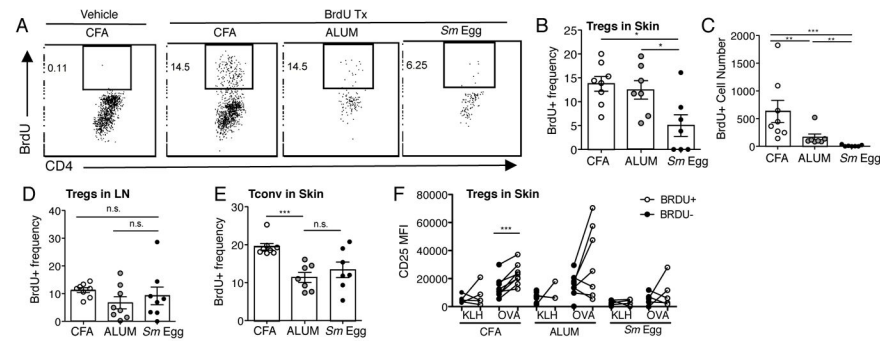 A
Vehicle
BrdU Tx
CFA
CFA
ALUM
Sm Egg
0.11
14.5
14.5
6.25
BrdU
CD4
B
Tregs in Skin
*
*
BrdU+ frequency
25
20
15
10
5
0
CFA
ALUM
Sm Egg
C
***
**
**
BrdU+ Cell Number
2000
1500
1000
500
0
CFA
ALUM
Sm Egg
D
Tregs in LN
n.s.
n.s.
BrdU+ frequency
40
30
20
10
0
CFA
ALUM
Sm Egg
E
Tconv in Skin
***
n.s.
BrdU+ frequency
30
20
10
0
CFA
ALUM
Sm Egg
F
Tregs in Skin
BRDU+
BRDU-
***
CD25 MFI
80000
60000
40000
20000
0
KLH
OVA
KLH
OVA
KLH
OVA
CFA
ALUM
Sm Egg